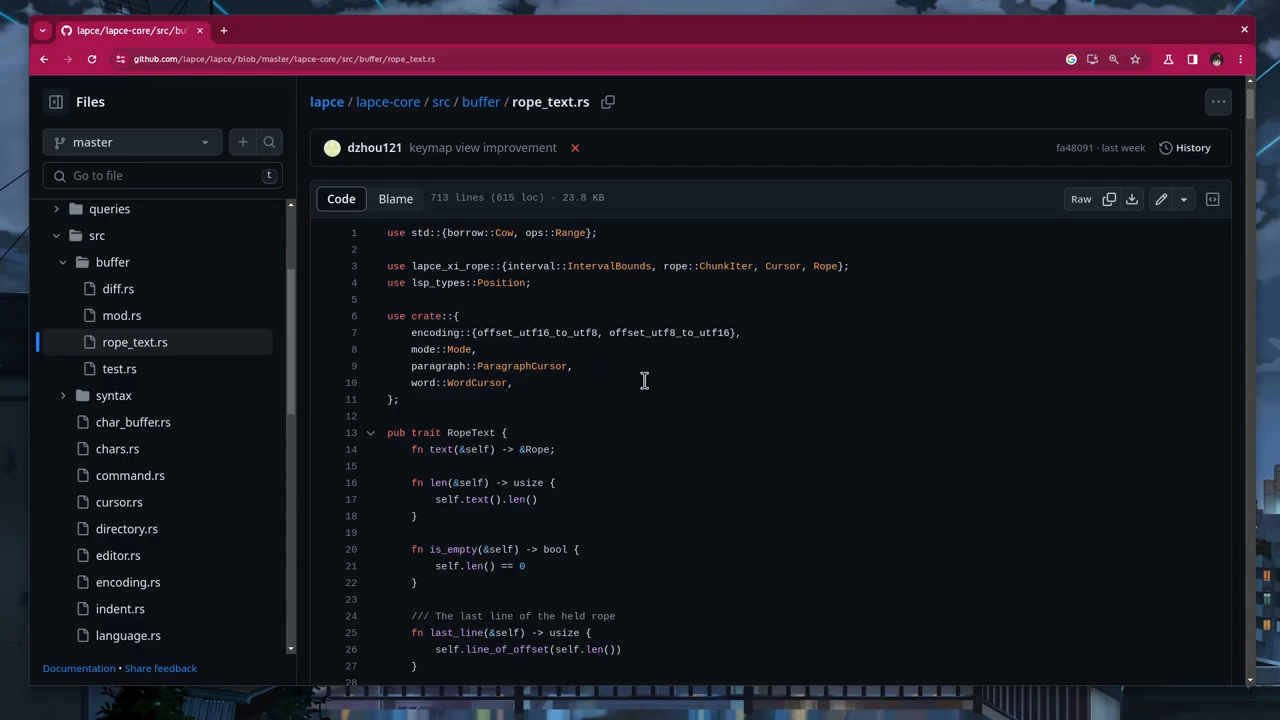 lapce/lapce-core/src/bu
github.com/lapce/lapce/blob/master/lapce-core/src/buffer/rope_text.rs
Files
master
Go to file
t
queries
src
buffer
diff.rs
mod.rs
rope_text.rs
test.rs
syntax
char_buffer.rs
chars.rs
command.rs
cursor.rs
directory.rs
editor.rs
encoding.rs
indent.rs
language.rs
Documentation • Share feedback
lapce / lapce-core / src / buffer / rope_text.rs
dzhou121 keymap view improvement
fa48091 · last week
History
Code
Blame
713 lines (615 loc) · 23.8 KB
Raw
1 use std::{borrow::Cow, ops::Range};
2
3 use lapce_xi_rope::{interval::IntervalBounds, rope::ChunkIter, Cursor, Rope};
4 use lsp_types::Position;
5
6 use crate::{
7     encoding::{offset_utf16_to_utf8, offset_utf8_to_utf16},
8     mode::Mode,
9     paragraph::ParagraphCursor,
10     word::WordCursor,
11 };
12
13 pub trait RopeText {
14     fn text(&self) -> &Rope;
15
16     fn len(&self) -> usize {
17         self.text().len()
18     }
19
20     fn is_empty(&self) -> bool {
21         self.len() == 0
22     }
23
24     /// The last line of the held rope
25     fn last_line(&self) -> usize {
26         self.line_of_offset(self.len())
27     }
28